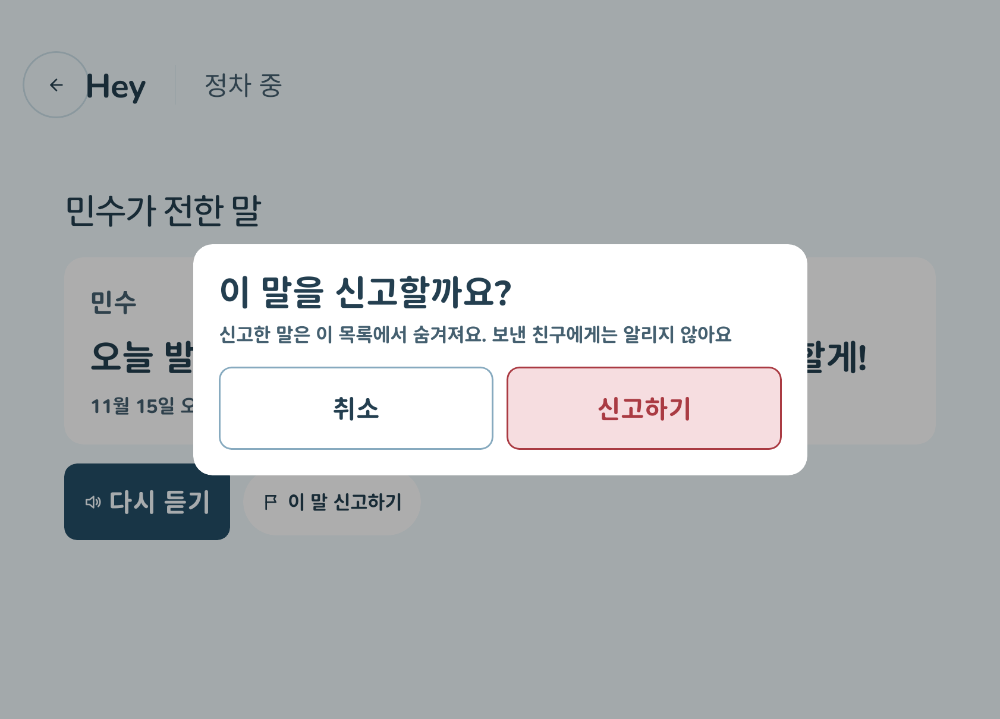 Hey
정차 중
민수가 전한 말
민수
오늘
할게!
11월 15일
이 말을 신고할까요?
신고한 말은 이 목록에서 숨겨져요. 보낸 친구에게는 알리지 않아요
취소
신고하기
다시 듣기
이 말 신고하기